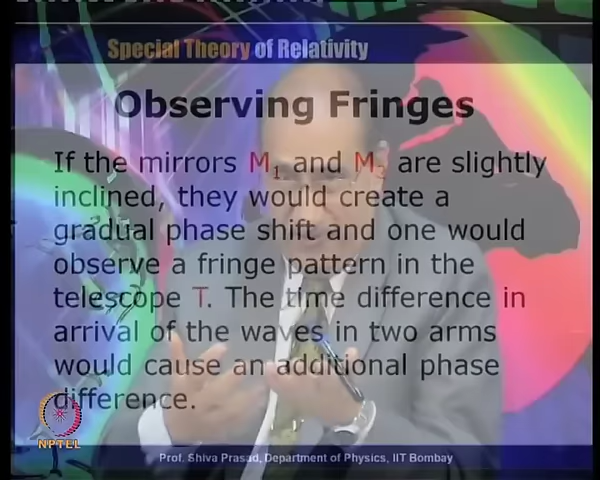 Special Theory of Relativity
Observing Fringes
If the mirrors M₁ and M₂ are slightly
inclined, they would create a
gradual phase shift and one would
observe a fringe pattern in the
telescope T. The time difference in
arrival of the waves in two arms
would cause an additional phase
difference.
NPTEL
Prof. Shiva Prasad, Department of Physics, IIT Bombay